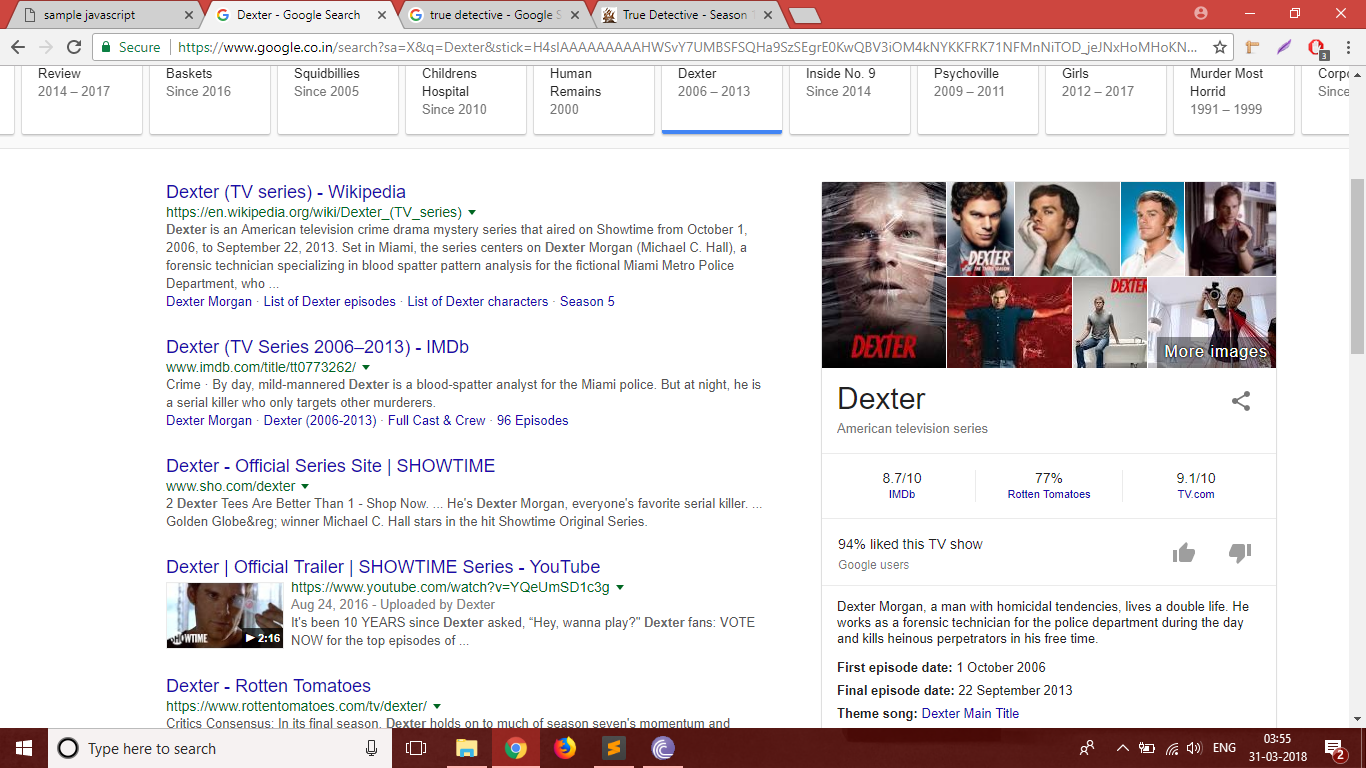 sample javascript
Dexter - Google Search
true detective - Google S
True Detective - Season 1
Secure
https://www.google.co.in/search?sa=X&q=Dexter&stick=H4sIAAAAAAAAAHWSvY7UMBSFSQHa9SzSEgrE0KwQBV3iOM4kNYKKFRK71NFMnNiTOD_jeJNxHoMHoKN...
3
Review
2014 – 2017
Baskets
Since 2016
Squidbillies
Since 2005
Childrens
Hospital
Since 2010
Human
Remains
2000
Dexter
2006 – 2013
Inside No. 9
Since 2014
Psychoville
2009 – 2011
Girls
2012 – 2017
Murder Most
Horrid
1991 – 1999
Corpo
Since
Dexter (TV series) - Wikipedia
https://en.wikipedia.org/wiki/Dexter_(TV_series)
Dexter is an American television crime drama mystery series that aired on Showtime from October 1,
2006, to September 22, 2013. Set in Miami, the series centers on Dexter Morgan (Michael C. Hall), a
forensic technician specializing in blood spatter pattern analysis for the fictional Miami Metro Police
Department, who ...
Dexter Morgan · List of Dexter episodes · List of Dexter characters · Season 5
Dexter (TV Series 2006–2013) - IMDb
www.imdb.com/title/tt0773262/
Crime · By day, mild-mannered Dexter is a blood-spatter analyst for the Miami police. But at night, he is
a serial killer who only targets other murderers.
Dexter Morgan · Dexter (2006-2013) · Full Cast & Crew · 96 Episodes
Dexter - Official Series Site | SHOWTIME
www.sho.com/dexter
2 Dexter Tees Are Better Than 1 - Shop Now. ... He's Dexter Morgan, everyone's favorite serial killer. ...
Golden Globe&reg; winner Michael C. Hall stars in the hit Showtime Original Series.
Dexter | Official Trailer | SHOWTIME Series - YouTube
https://www.youtube.com/watch?v=YQeUmSD1c3g
Aug 24, 2016 - Uploaded by Dexter
It's been 10 YEARS since Dexter asked, “Hey, wanna play?” Dexter fans: VOTE
NOW for the top episodes of ...
SHOWTIME
2:16
Dexter - Rotten Tomatoes
https://www.rottentomatoes.com/tv/dexter/
Critics Consensus: In its final season, Dexter holds on to much of season seven's momentum and
DEXTER
DEXTER
THE THIRD SEASON
DEXTER
More images
Dexter
American television series
8.7/10
IMDb
77%
Rotten Tomatoes
9.1/10
TV.com
94% liked this TV show
Google users
Dexter Morgan, a man with homicidal tendencies, lives a double life. He
works as a forensic technician for the police department during the day
and kills heinous perpetrators in his free time.
First episode date: 1 October 2006
Final episode date: 22 September 2013
Theme song: Dexter Main Title
Type here to search
ENG
03:55
31-03-2018
2